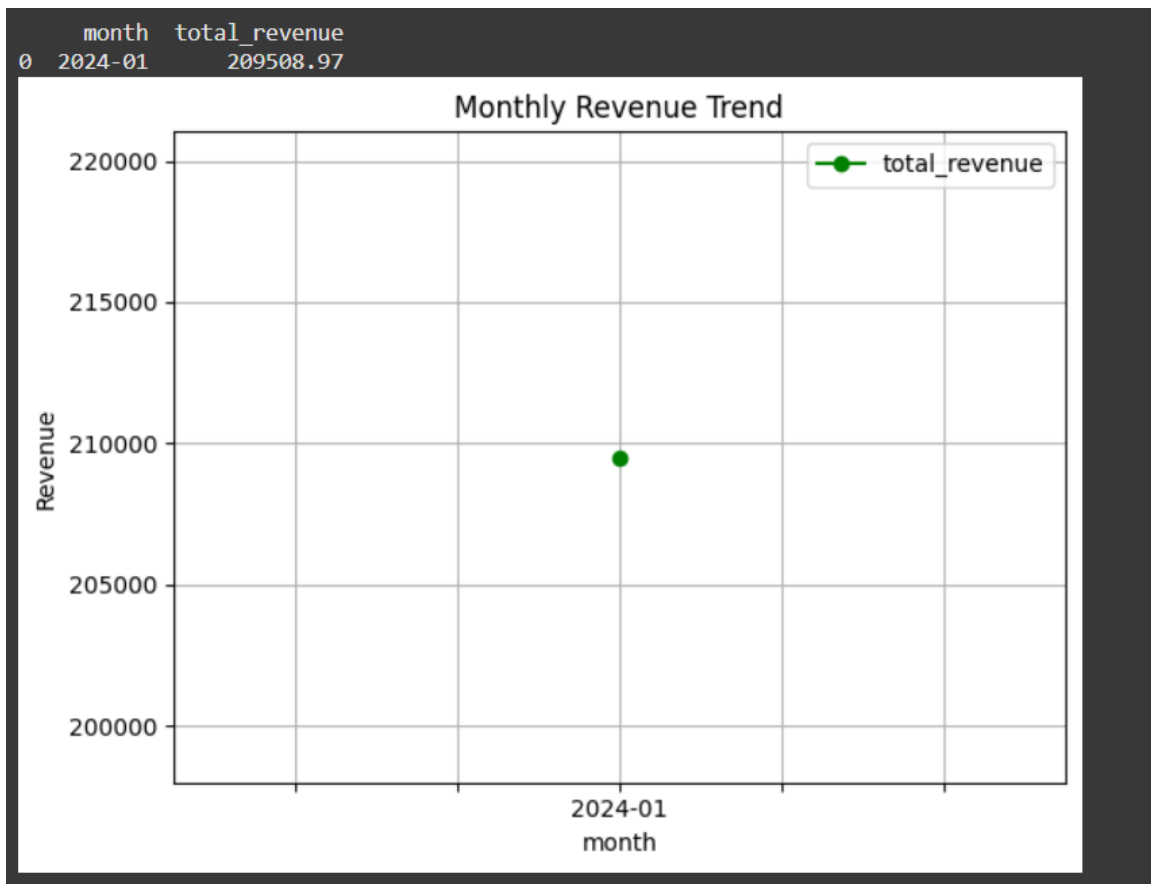 month total_revenue
0 2024-01 209508.97
Monthly Revenue Trend
total_revenue
220000
215000
210000
205000
200000
Revenue
2024-01
month